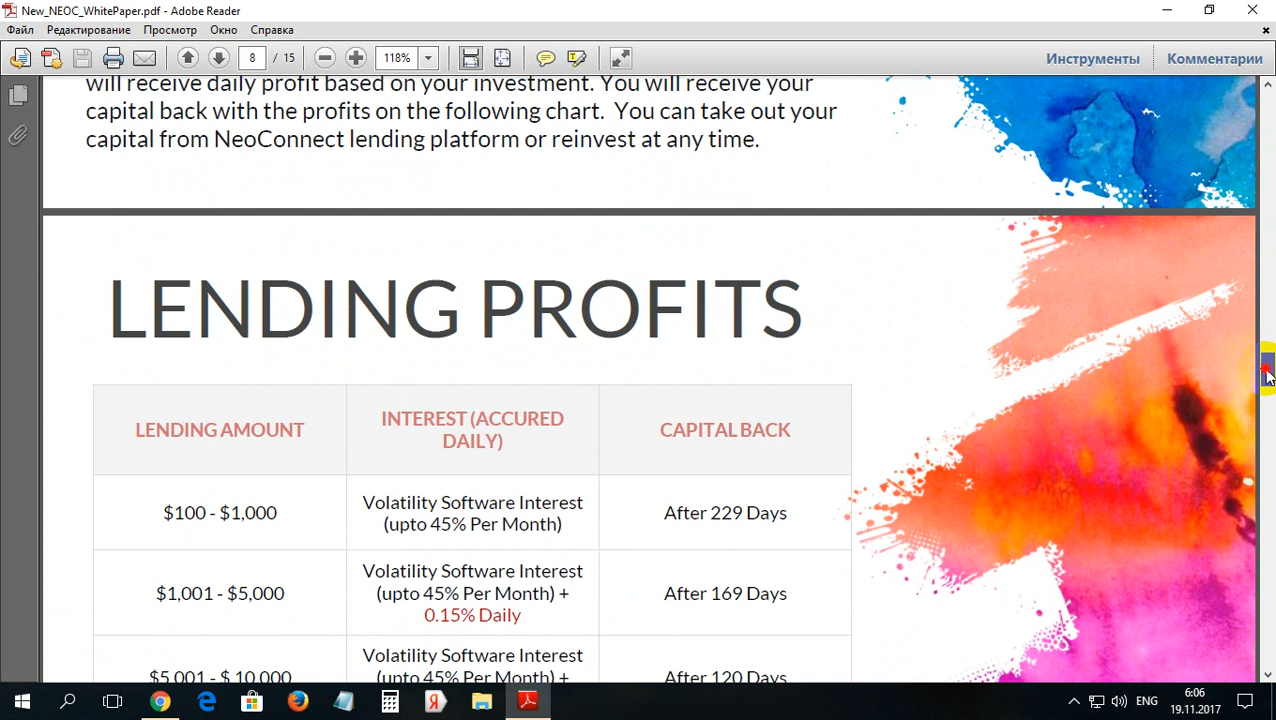 New_NEOC_WhitePaper.pdf - Adobe Reader
Файл Редактирование Просмотр Окно Справка
8 / 15 118% Инструменты Комментарии
will receive daily profit based on your investment. You will receive your
capital back with the profits on the following chart.  You can take out your
capital from NeoConnect lending platform or reinvest at any time.
LENDING PROFITS
LENDING AMOUNT
INTEREST (ACCURED
DAILY)
CAPITAL BACK
$100 - $1,000
Volatility Software Interest
(upto 45% Per Month)
After 229 Days
$1,001 - $5,000
Volatility Software Interest
(upto 45% Per Month) +
0.15% Daily
After 169 Days
$5,001 - $ 10,000
Volatility Software Interest
(upto 45% Per Month) +
After 120 Days
Я
ENG
6:06
19.11.2017